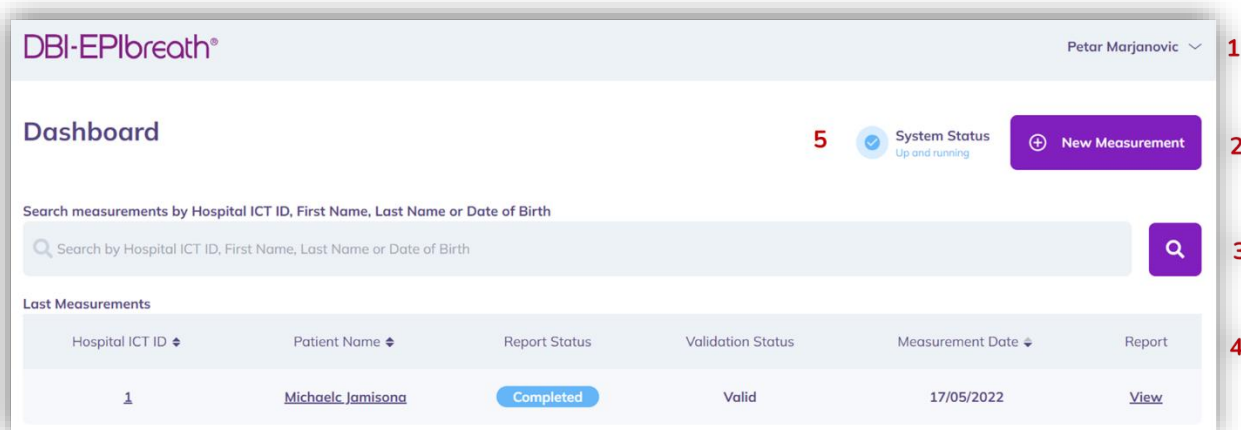 DBI-EPIbreath®
Petar Marjanovic
1
Dashboard
5
System Status
Up and running
New Measurement
2
Search measurements by Hospital ICT ID, First Name, Last Name or Date of Birth
Search by Hospital ICT ID, First Name, Last Name or Date of Birth
3
Last Measurements
Hospital ICT ID Patient Name Report Status Validation Status Measurement Date Report
4
1 Michaelc Jamisona Completed Valid 17/05/2022 View